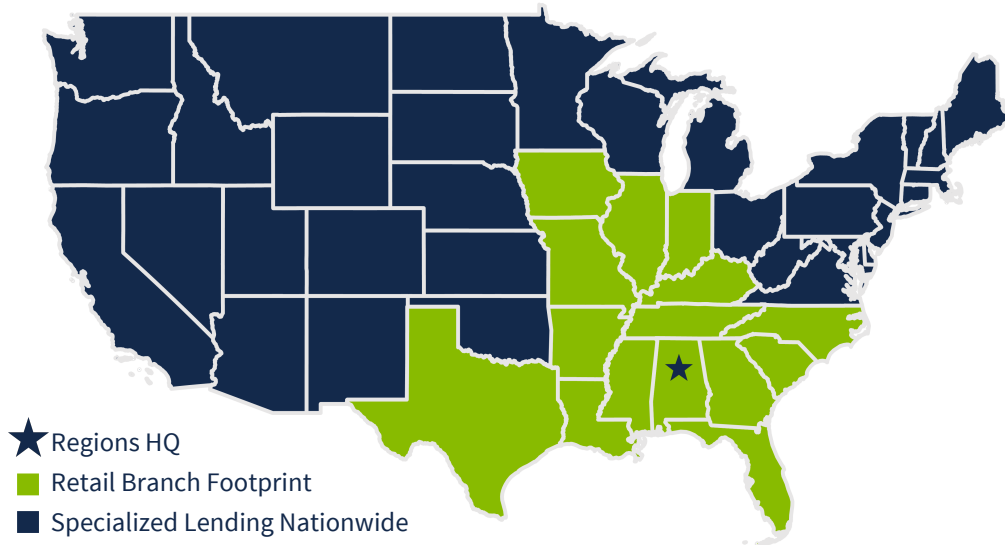 Regions HQ
Retail Branch Footprint
Specialized Lending Nationwide